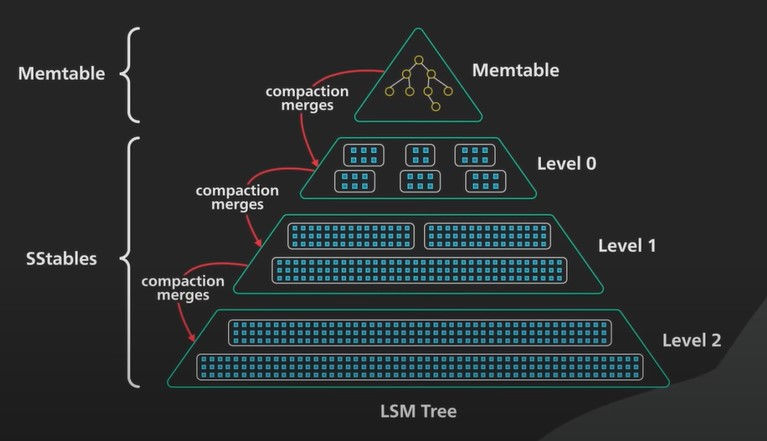 Memtable
Memtable
compaction
merges
Level 0
compaction
merges
Level 1
SStables
compaction
merges
Level 2
LSM Tree